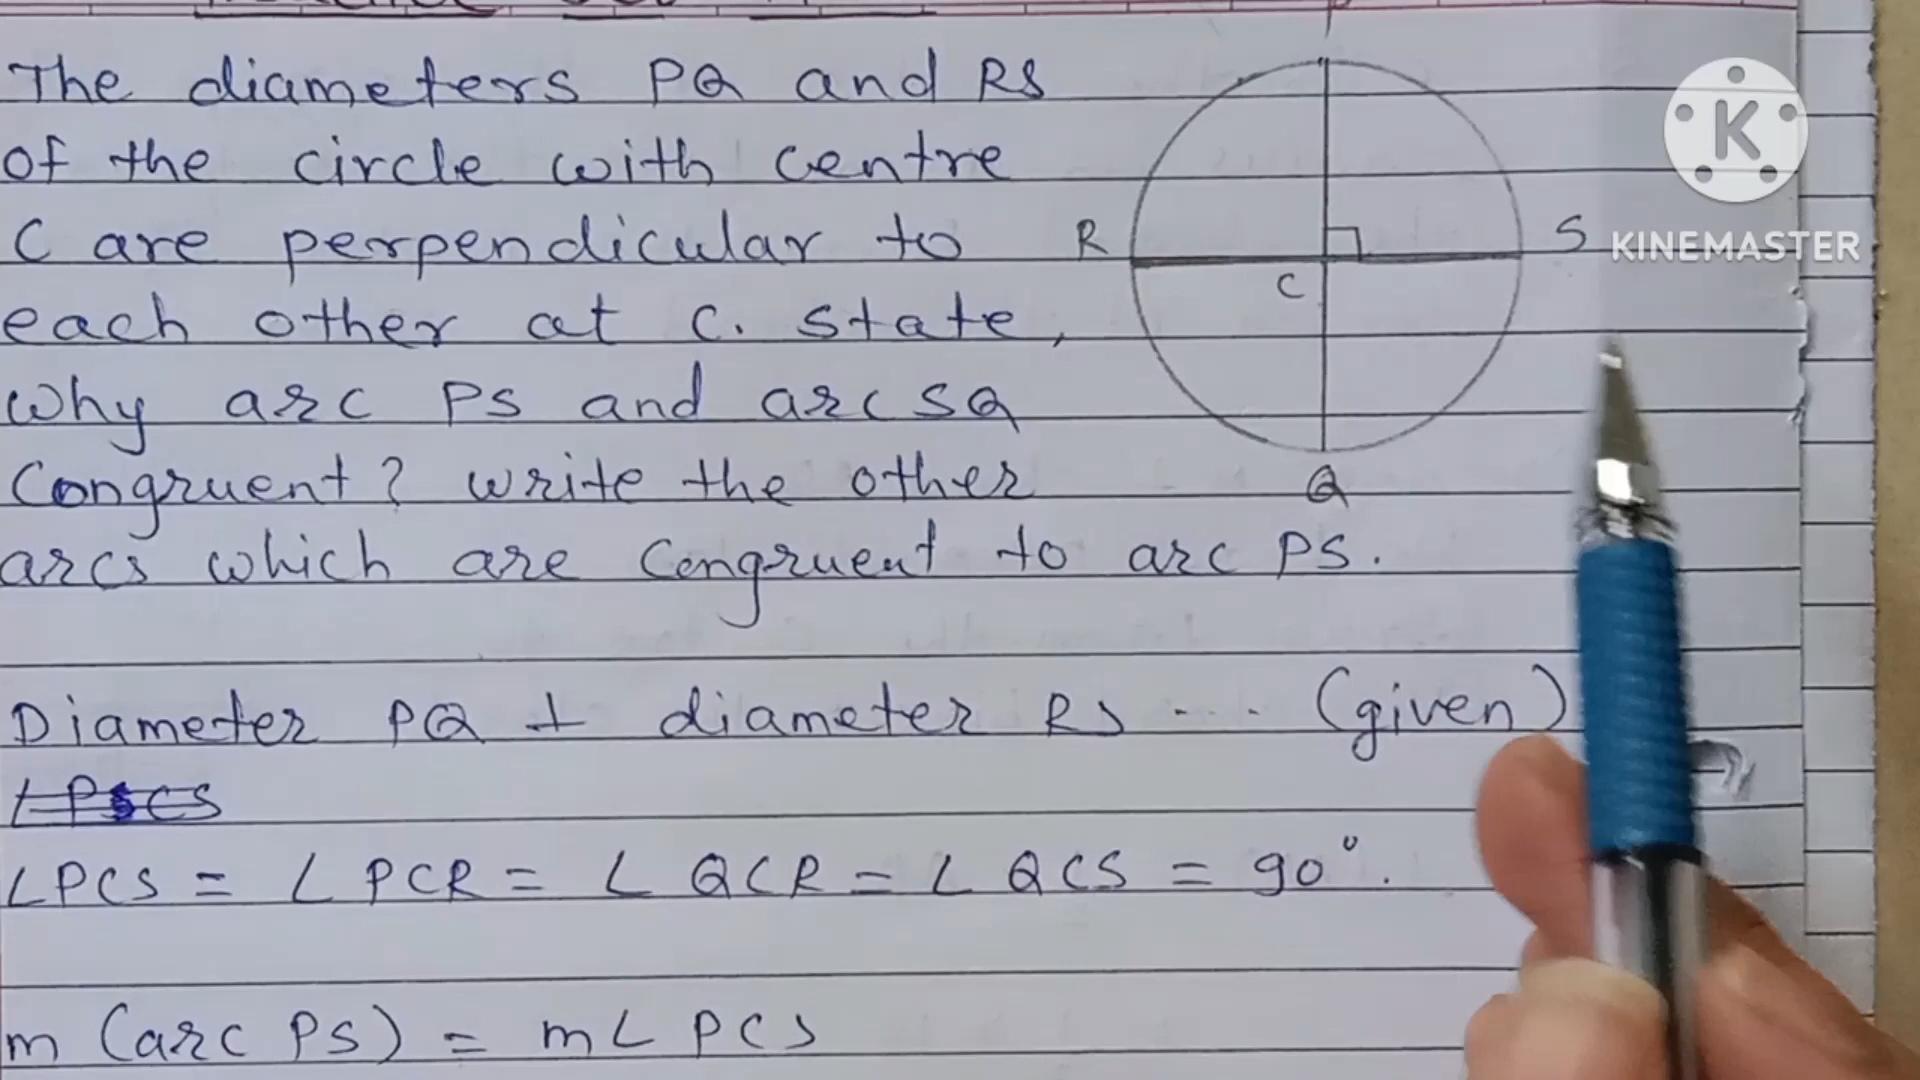 The diameters PQ and RS
of the circle with centre
C are perpendicular to
each other at C. state,
why arc PS and arc SQ
Congruent? write the other
arcs which are congruent to arc PS.
R
S
C
Q
K
KINEMASTER
Diameter PQ ⊥ diameter RS ... (given)
∠PCS = ∠PCR = ∠QCR = ∠QCS = 90°.
m (arc PS) = m∠PCS